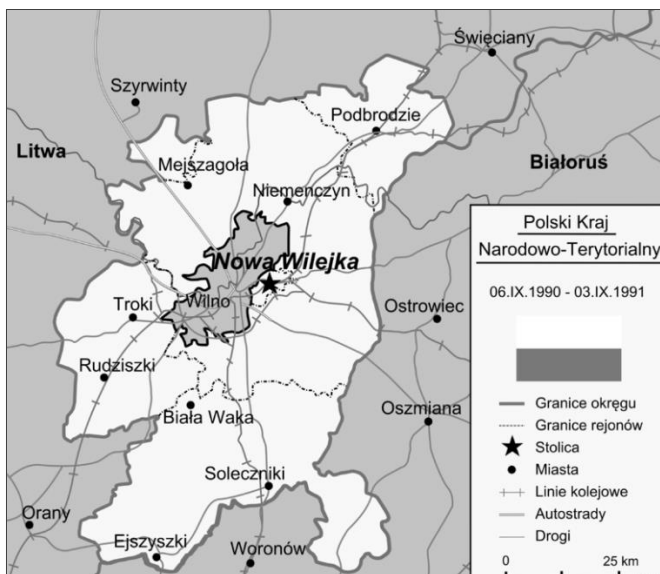 Święciany
Szyrwinty
Podbrodzie
Litwa
Mejszagoła
Białoruś
Niemenczyn
Nowa Wilejka
Troki
Wilno
Ostrowiec
Rudziszki
Biała Waka
Oszmiana
Soleczniki
Orany
Ejszyszki
Woronów
Polski Kraj
Narodowo-Terytorialny
06.IX.1990 - 03.IX.1991
Granice okręgu
Granice rejonów
Stolica
Miasta
Linie kolejowe
Autostrady
Drogi
0 25 km